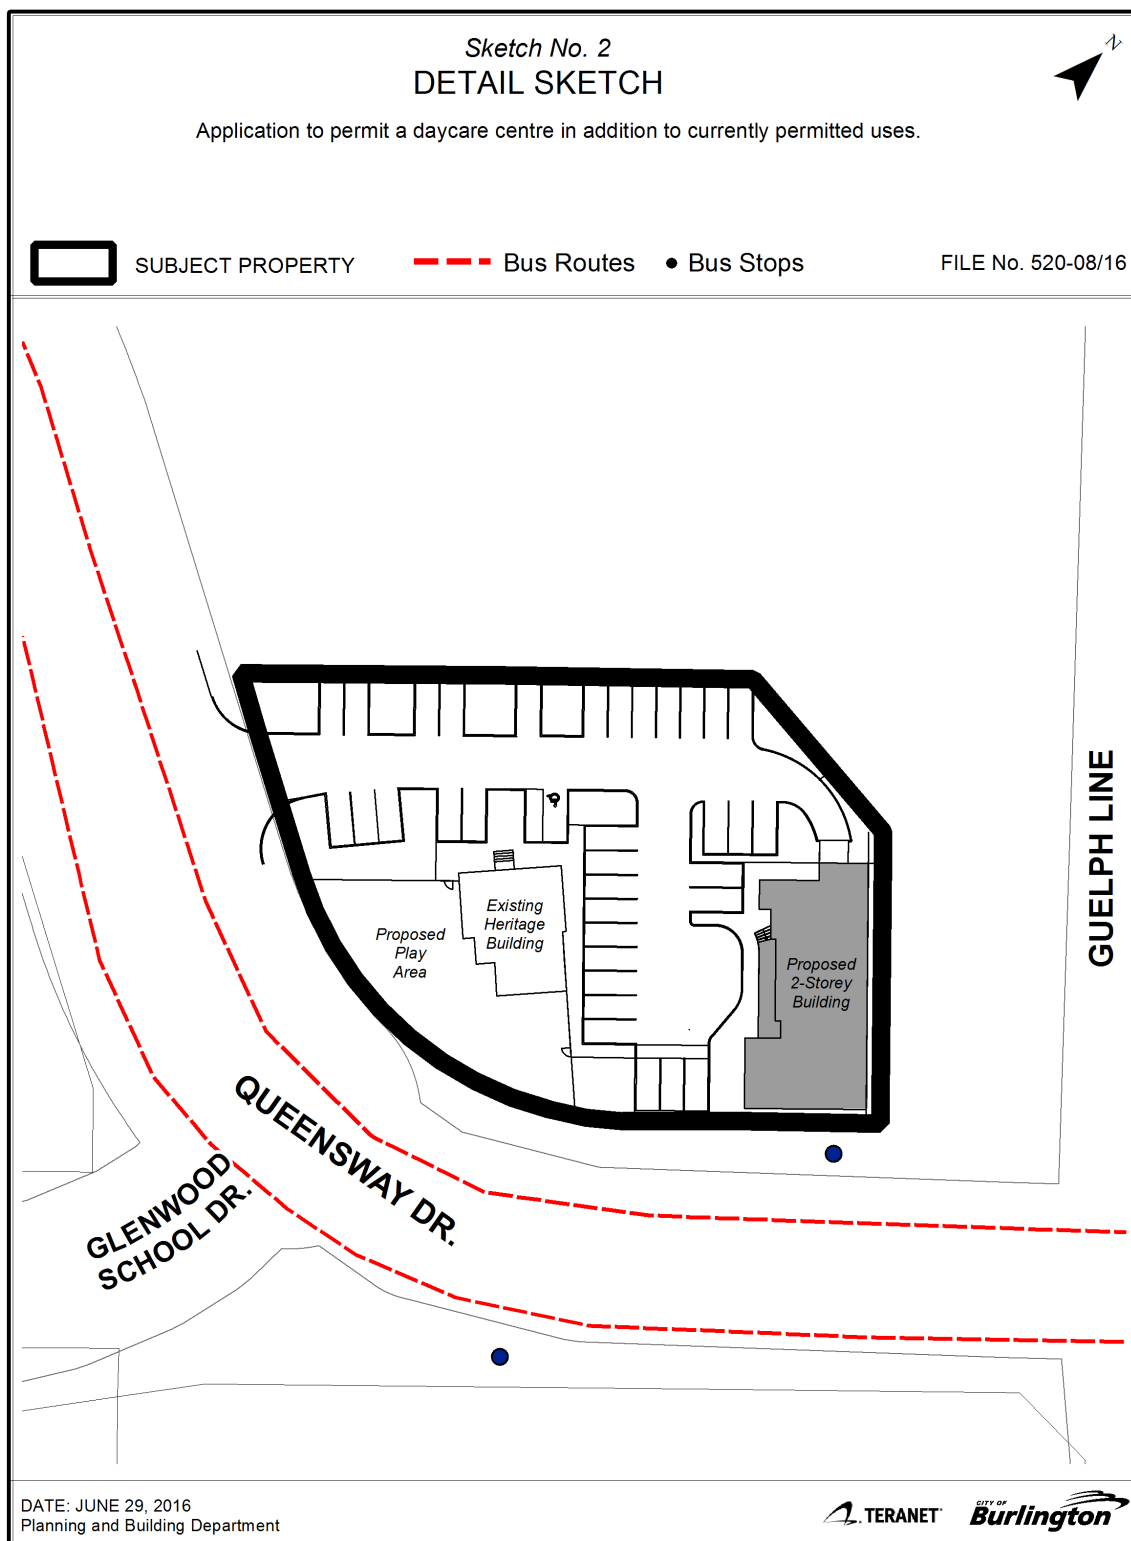 Sketch No. 2
DETAIL SKETCH
N
Application to permit a daycare centre in addition to currently permitted uses.
SUBJECT PROPERTY
Bus Routes
Bus Stops
FILE No. 520-08/16
GUELPH LINE
Existing
Heritage
Building
Proposed
Play
Area
Proposed
2-Storey
Building
QUEENSWAY DR.
GLENWOOD
SCHOOL DR.
DATE: JUNE 29, 2016
Planning and Building Department
TERANET
CITY OF
Burlington